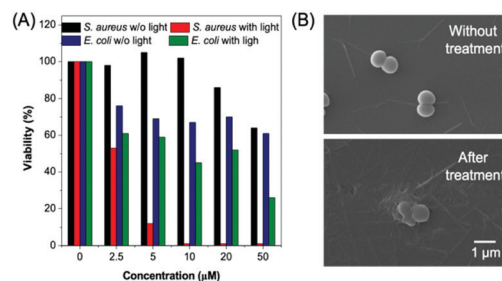 (A)
S. aureus w/o light S. aureus with light
E. coli w/o light E. coli with ligh
Viability (%)
120
100
80
60
40
20
0
0 2.5 5 10 20 50
Concentration (μM)
(B)
Without
treatment
After
treatment
1 μm